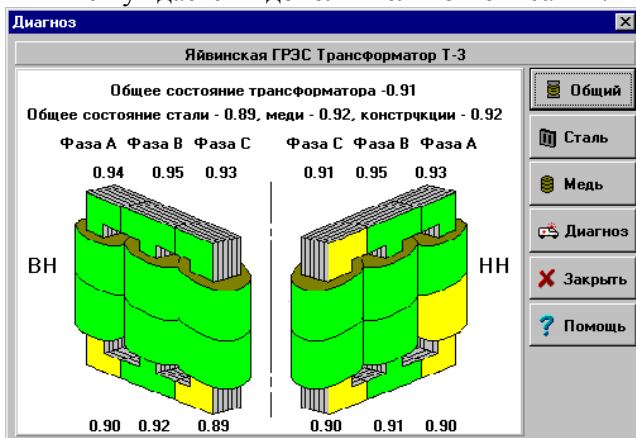 Диагноз
Яйвинская ГРЭС Трансформатор Т-3
Общее состояние трансформатора -0.91
Общее состояние стали - 0.89, меди - 0.92, конструкции - 0.92
Фаза А Фаза В Фаза С Фаза С Фаза В Фаза А
0.94 0.95 0.93 0.91 0.95 0.93
ВН НН
0.90 0.92 0.89 0.90 0.91 0.90
Общий
Сталь
Медь
Диагноз
Закрыть
Помощь